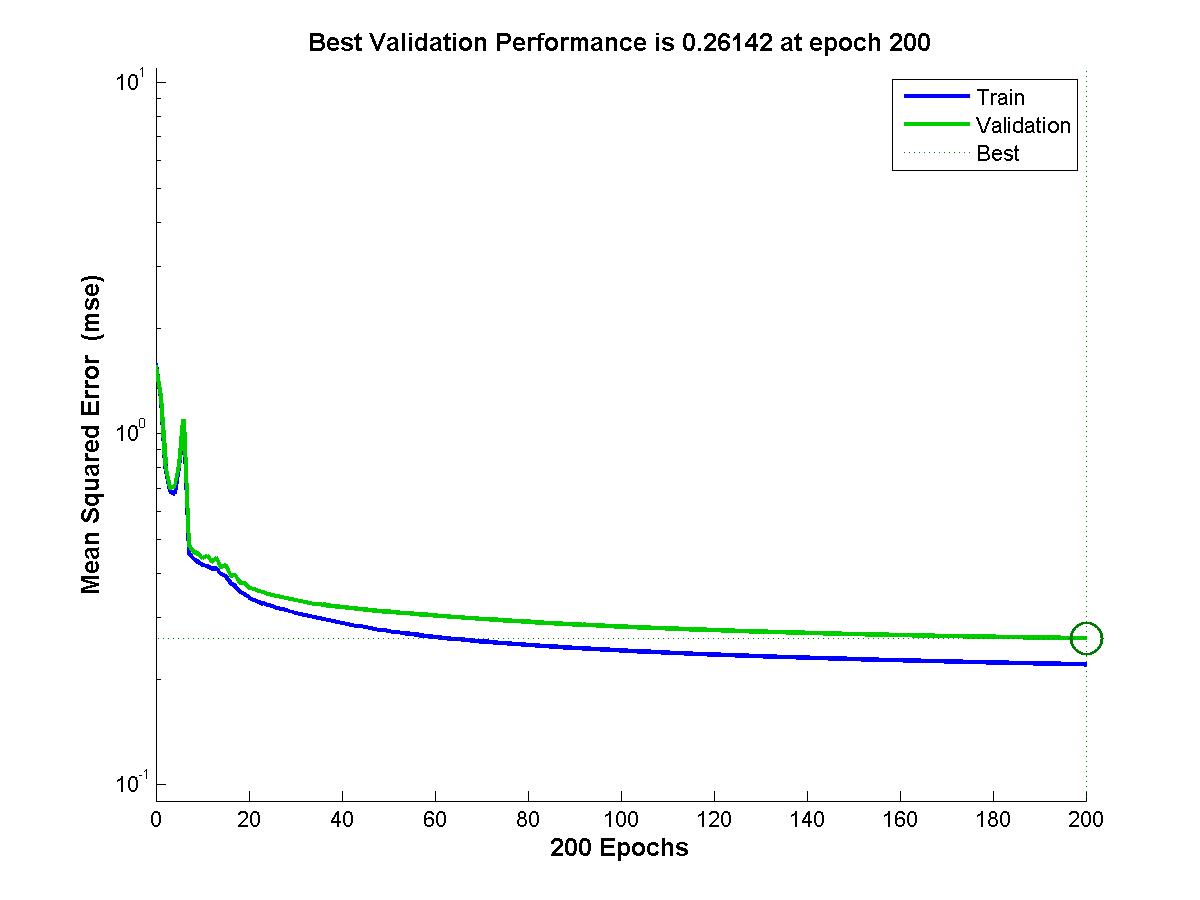 Best Validation Performance is 0.26142 at epoch 200
Train
Validation
Best
Mean Squared Error (mse)
10^1
10^0
10^-1
0 20 40 60 80 100 120 140 160 180 200
200 Epochs